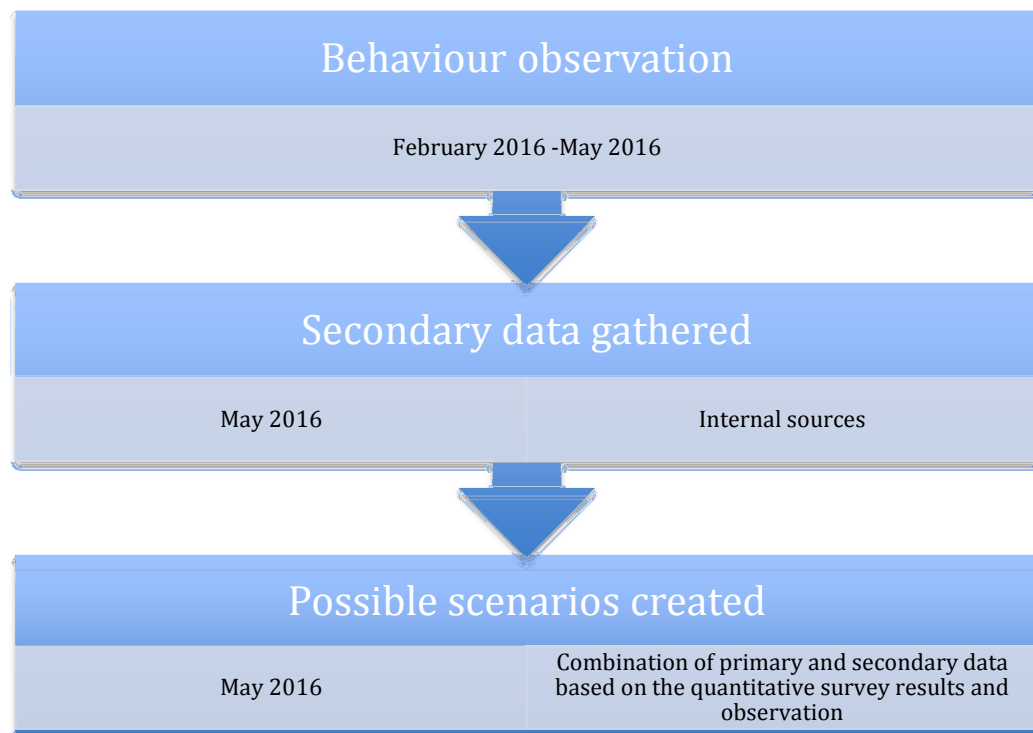 Behaviour observation
February 2016 -May 2016
Secondary data gathered
May 2016
Internal sources
Possible scenarios created
May 2016
Combination of primary and secondary data
based on the quantitative survey results and
observation